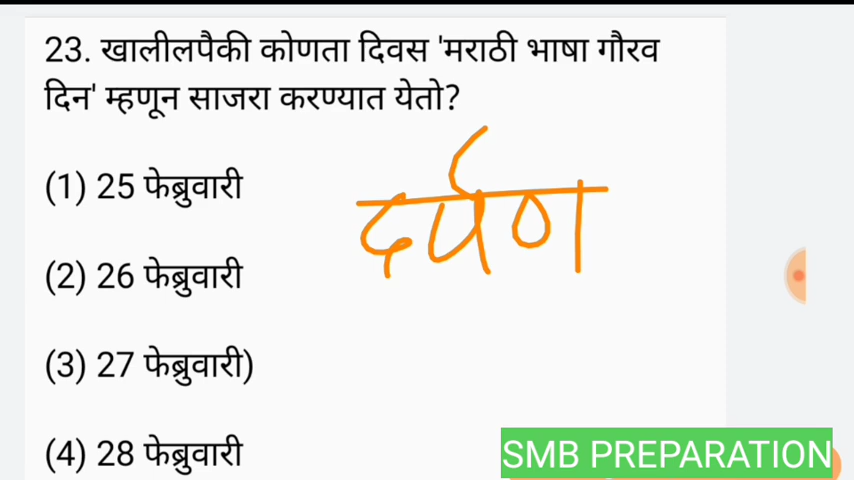 23. खालीलपैकी कोणता दिवस 'मराठी भाषा गौरव
दिन' म्हणून साजरा करण्यात येतो?
दर्पण
(1) 25 फेब्रुवारी
(2) 26 फेब्रुवारी
(3) 27 फेब्रुवारी)
(4) 28 फेब्रुवारी
SMB PREPARATION